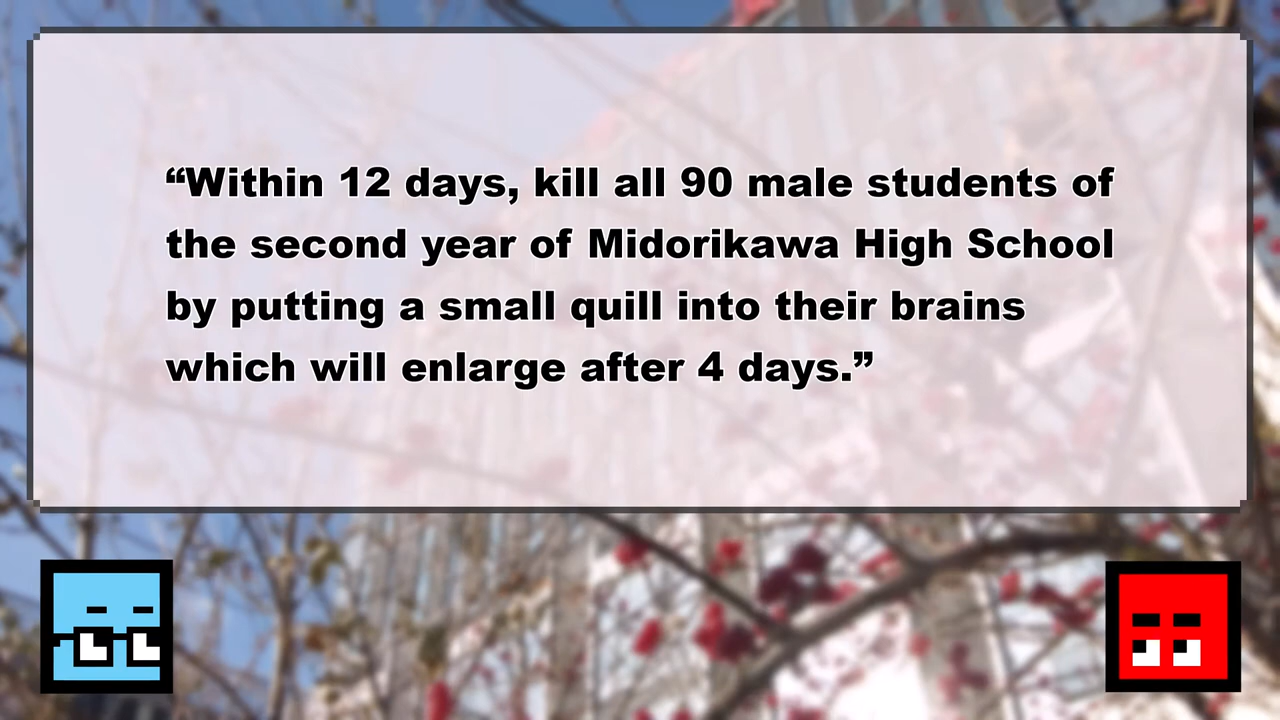 “Within 12 days, kill all 90 male students of
the second year of Midorikawa High School
by putting a small quill into their brains
which will enlarge after 4 days.”